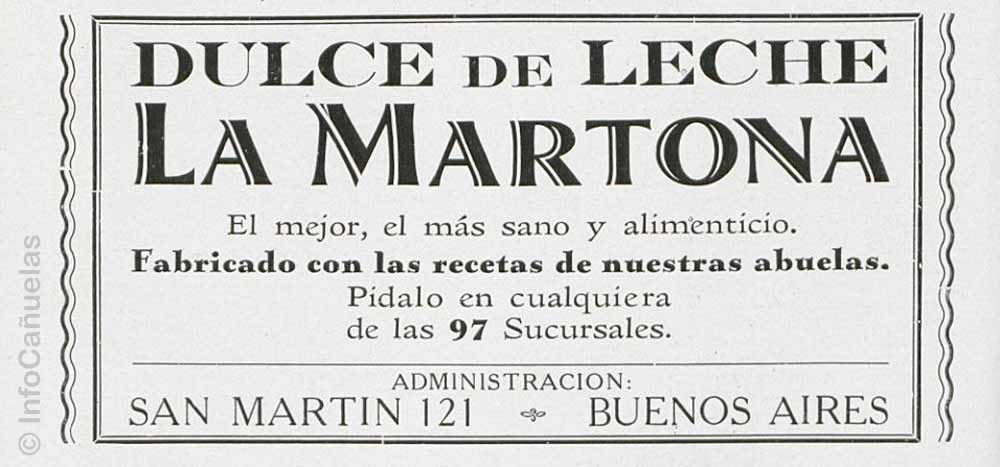 DULCE DE LECHE
LA MARTONA
El mejor, el más sano y alimenticio.
Fabricado con las recetas de nuestras abuelas.
Pídalo en cualquiera
de las 97 Sucursales.
ADMINISTRACION:
SAN MARTIN 121 BUENOS AIRES
© InfoCañuelas